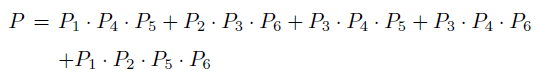 P = P₁ · P₄ · P₅ + P₂ · P₃ · P₆ + P₃ · P₄ · P₅ + P₃ · P₄ · P₆
+P₁ · P₂ · P₅ · P₆